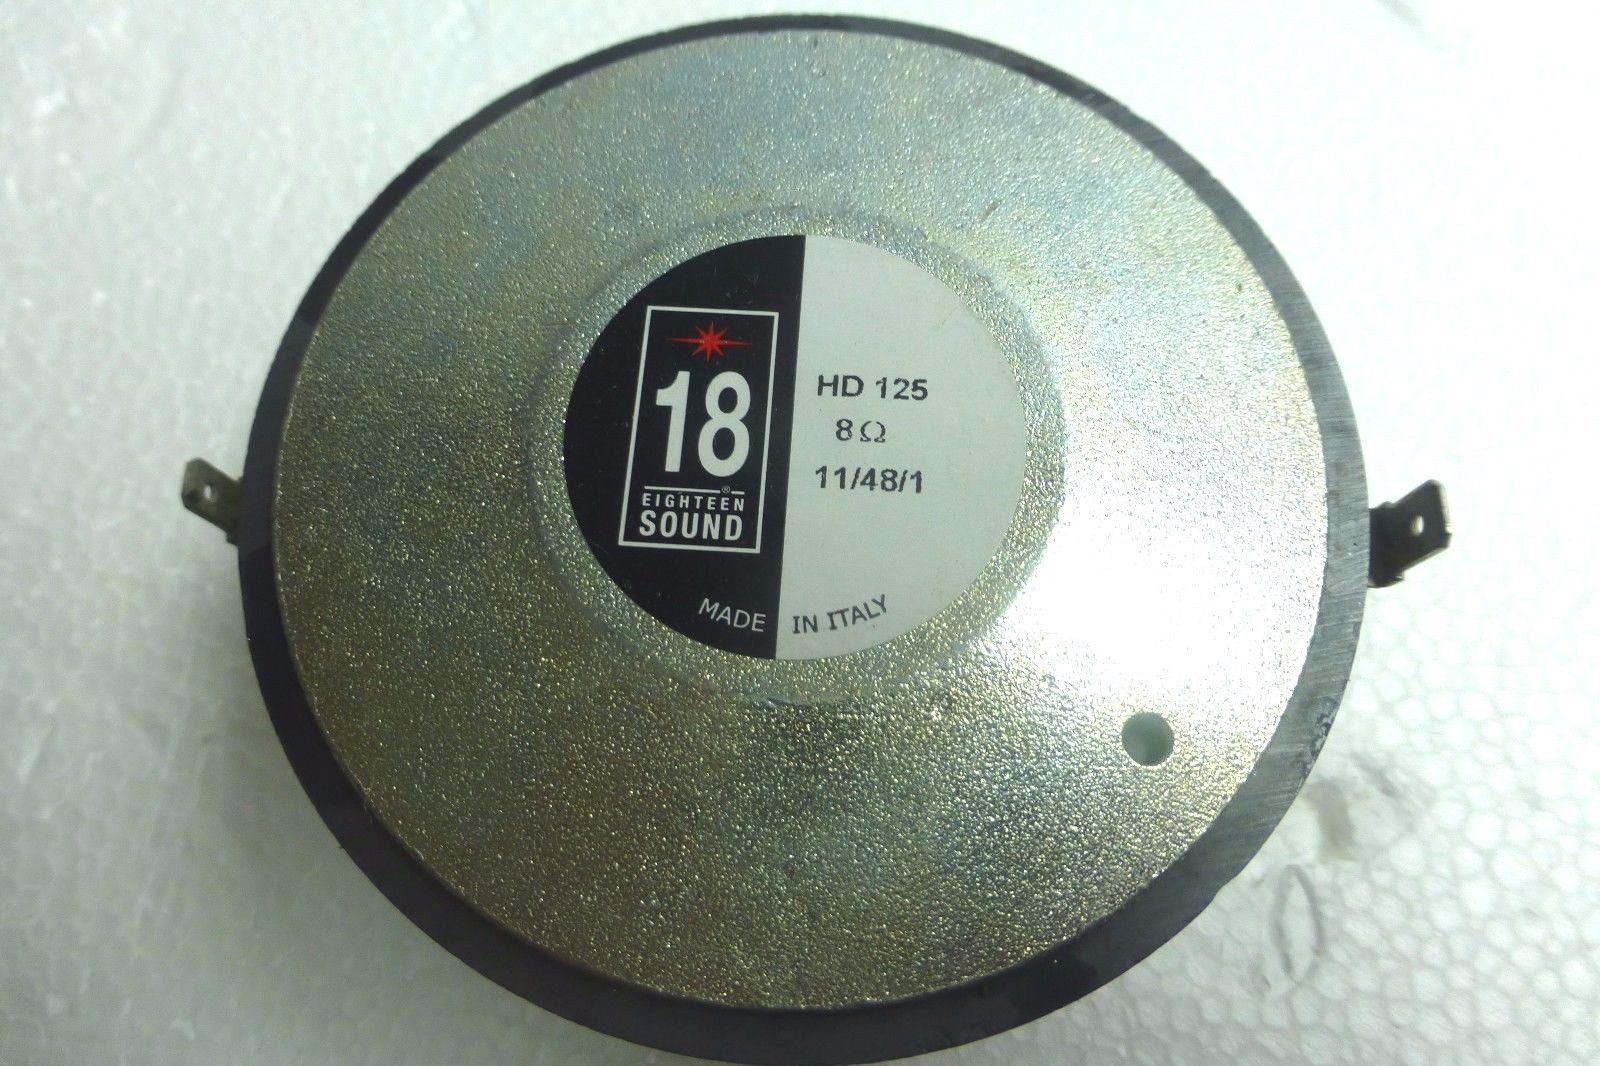 18
®
EIGHTEEN
SOUND
HD 125
8Ω
11/48/1
MADE IN ITALY